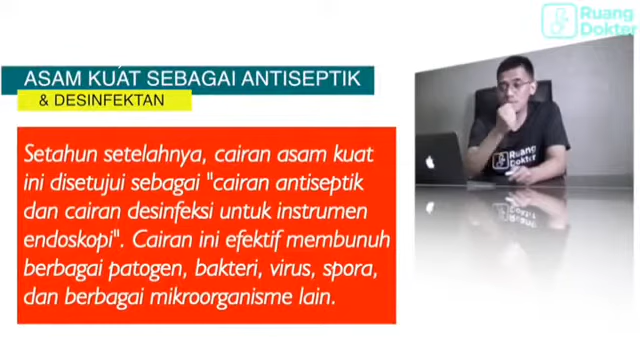 Ruang
Dokter
ASAM KUAT SEBAGAI ANTISEPTIK
& DESINFEKTAN
Setahun setelahnya, cairan asam kuat
ini disetujui sebagai "cairan antiseptik
dan cairan desinfeksi untuk instrumen
endoskopi". Cairan ini efektif membunuh
berbagai patogen, bakteri, virus, spora,
dan berbagai mikroorganisme lain.
Ruang
Dokter